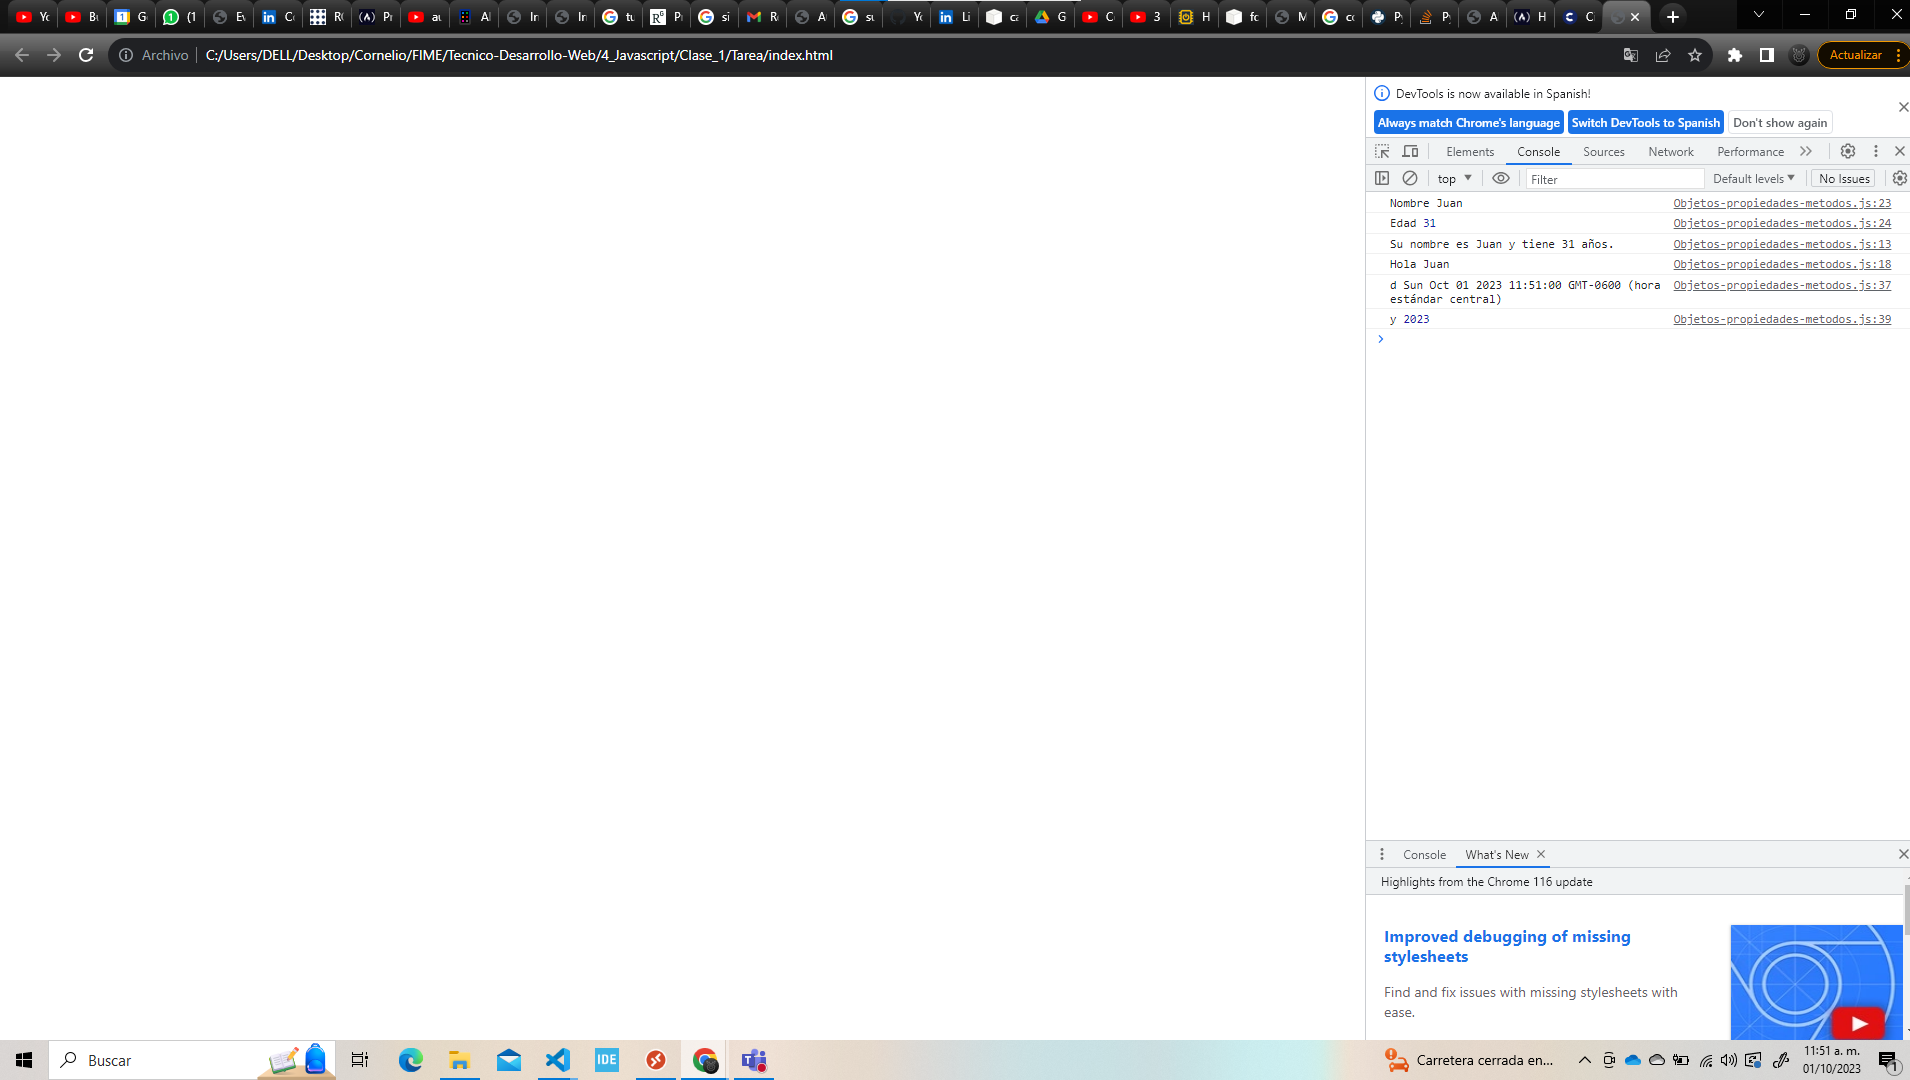 Archivo C:/Users/DELL/Desktop/Cornelio/FIME/Tecnico-Desarrollo-Web/4_Javascript/Clase_1/Tarea/index.html Actualizar
DevTools is now available in Spanish!
Always match Chrome's language Switch DevTools to Spanish Don't show again
Elements Console Sources Network Performance
top Filter Default levels No Issues
Nombre Juan Objetos-propiedades-metodos.js:23
Edad 31 Objetos-propiedades-metodos.js:24
Su nombre es Juan y tiene 31 años. Objetos-propiedades-metodos.js:13
Hola Juan Objetos-propiedades-metodos.js:18
d Sun Oct 01 2023 11:51:00 GMT-0600 (hora Objetos-propiedades-metodos.js:37
estándar central)
y 2023 Objetos-propiedades-metodos.js:39
Console What's New
Highlights from the Chrome 116 update
Improved debugging of missing
stylesheets
Find and fix issues with missing stylesheets with
ease.
Buscar IDE Carretera cerrada en... 11:51 a. m.
01/10/2023 1